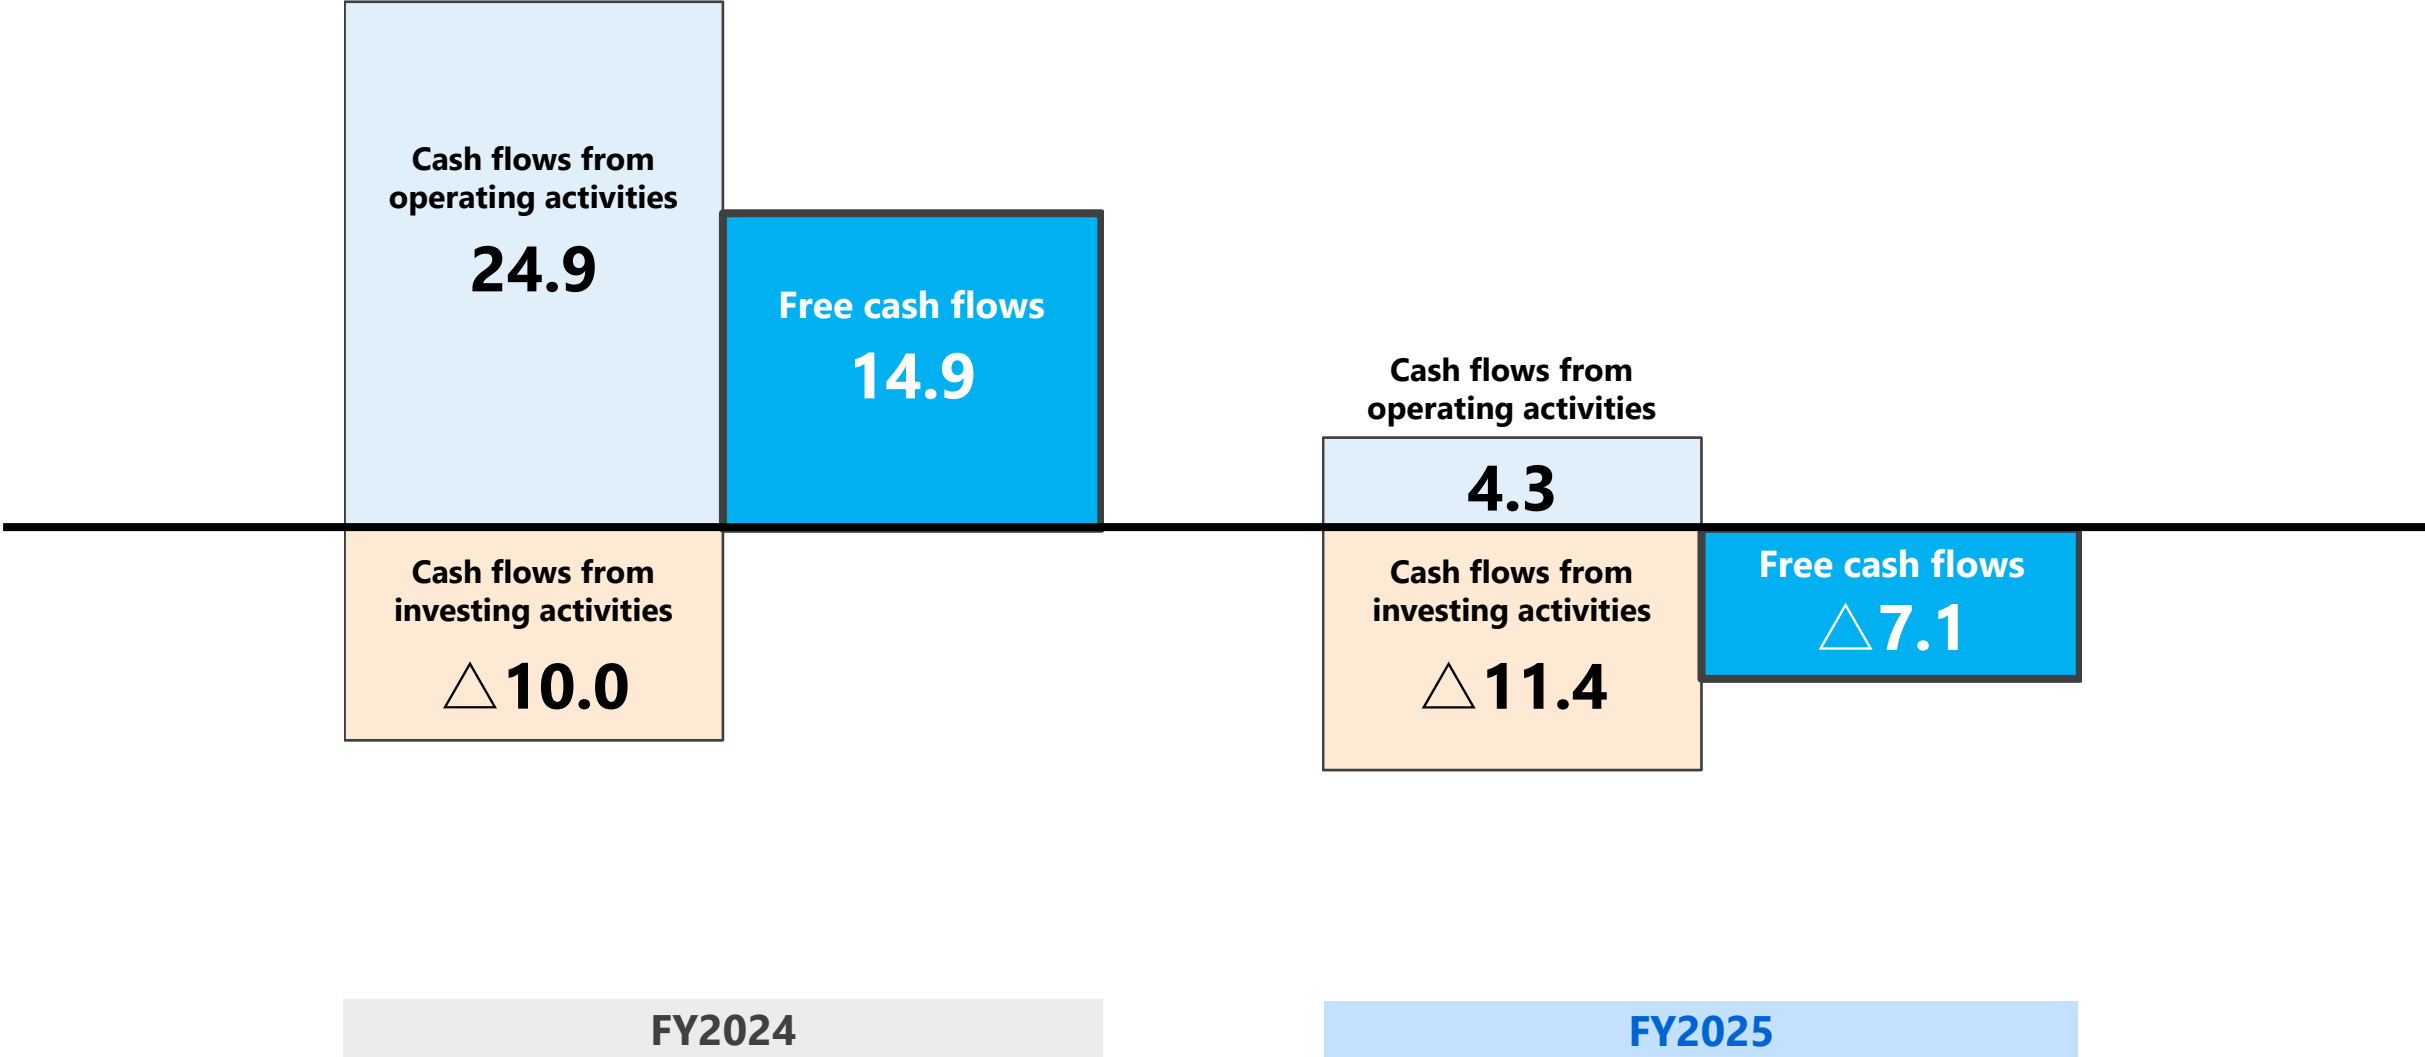 Cash flows from
operating activities
24.9
Free cash flows
14.9
Cash flows from
investing activities
△10.0
Cash flows from
operating activities
4.3
Cash flows from
investing activities
△11.4
Free cash flows
△7.1
FY2024
FY2025